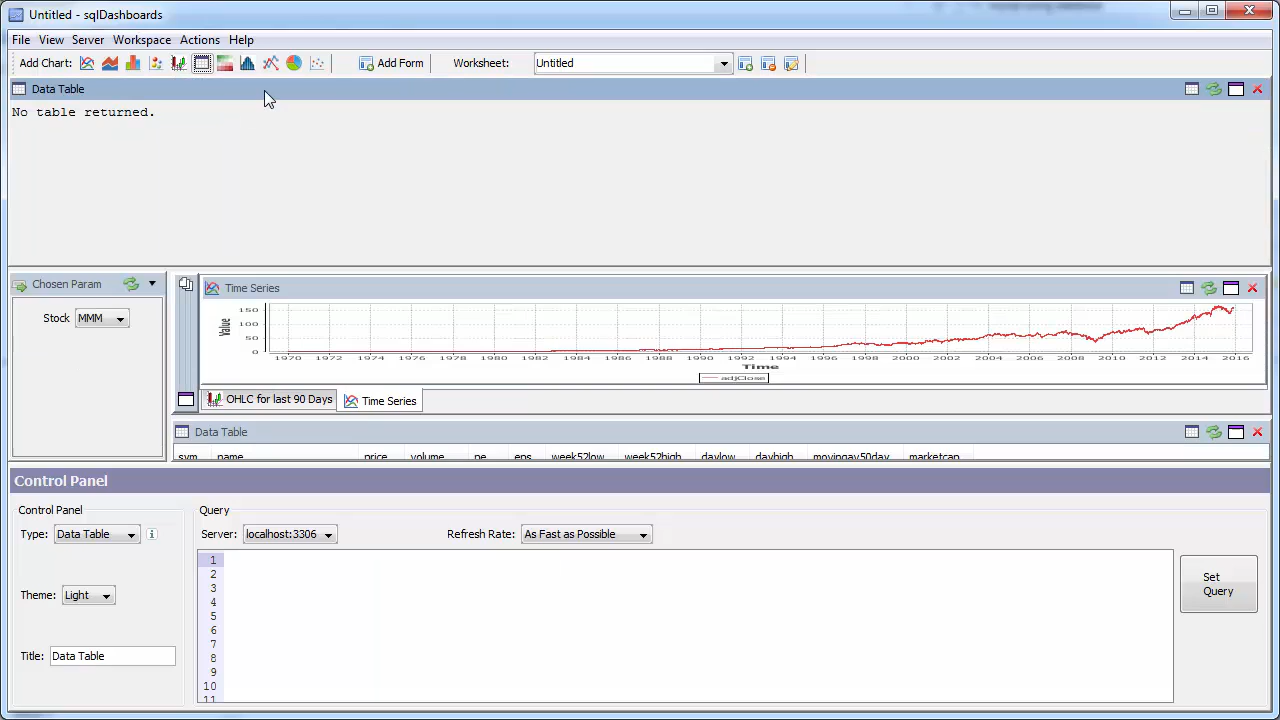 Untitled - sqlDashboards
File View Server Workspace Actions Help
Add Chart: Add Form Worksheet: Untitled
Data Table
No table returned.
Chosen Param
Stock MMM
Time Series
Value
150
100
50
0
1970 1972 1974 1976 1978 1980 1982 1984 1986 1988 1990 1992 1994 1996 1998 2000 2002 2004 2006 2008 2010 2012 2014 2016
Time
adjClose
OHLC for last 90 Days Time Series
Data Table
sym name price volume pe eps week52low week52high daylow dayhigh movingav50day marketcap
Control Panel
Control Panel
Type: Data Table
Theme: Light
Title: Data Table
Query
Server: localhost:3306 Refresh Rate: As Fast as Possible
1
2
3
4
5
6
7
8
9
10
11
Set
Query